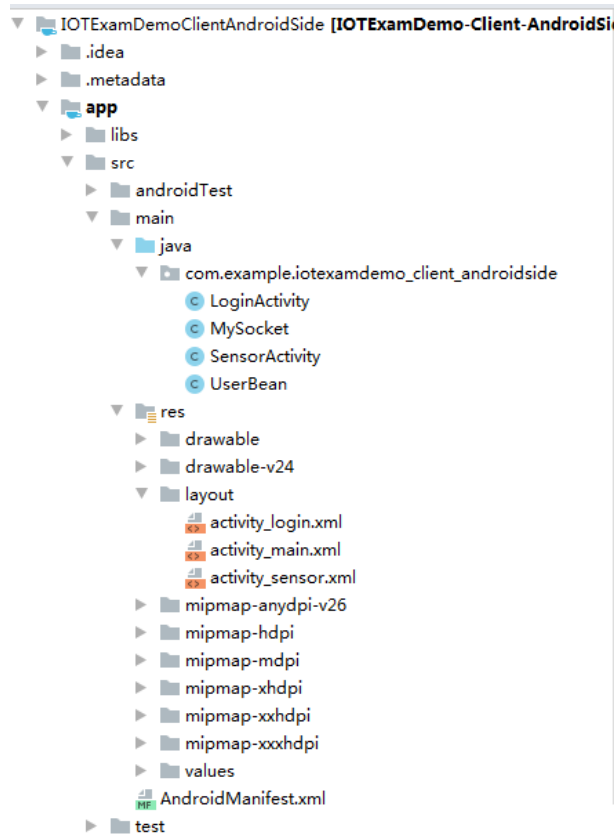 IOTExamDemoClientAndroidSide [IOTExamDemo-Client-AndroidSi
.idea
.metadata
app
libs
src
androidTest
main
java
com.example.iotexamdemo_client_androidside
C LoginActivity
C MySocket
C SensorActivity
C UserBean
res
drawable
drawable-v24
layout
activity_login.xml
activity_main.xml
activity_sensor.xml
mipmap-anydpi-v26
mipmap-hdpi
mipmap-mdpi
mipmap-xhdpi
mipmap-xxhdpi
mipmap-xxxhdpi
values
MF AndroidManifest.xml
test